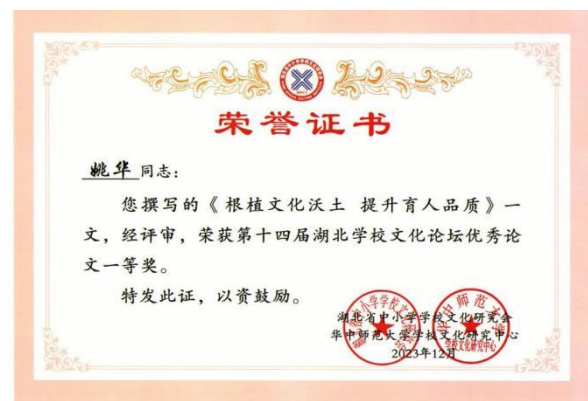 荣誉证书
姚华 同志：
您撰写的《根植文化沃土 提升育人品质》一
文，经评审，荣获第十四届湖北学校文化论坛优秀论
文一等奖。
特发此证，以资鼓励。
湖北省中小学学校文化研究会
华中师范大学学校文化研究中心
2023年12月